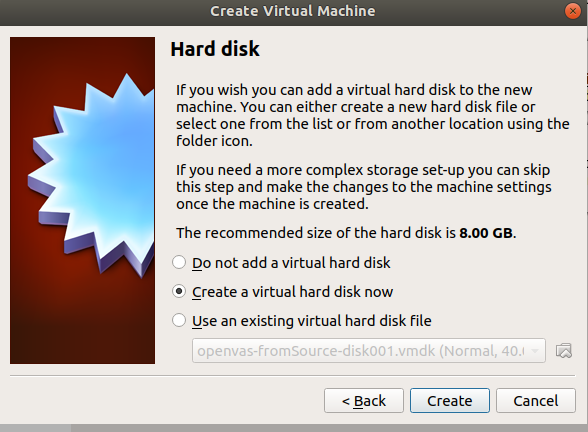 Create Virtual Machine
Hard disk
If you wish you can add a virtual hard disk to the new
machine. You can either create a new hard disk file or
select one from the list or from another location using the
folder icon.
If you need a more complex storage set-up you can skip
this step and make the changes to the machine settings
once the machine is created.
The recommended size of the hard disk is 8.00 GB.
Do not add a virtual hard disk
Create a virtual hard disk now
Use an existing virtual hard disk file
openvas-fromSource-disk001.vmdk (Normal, 40.
< Back
Create
Cancel